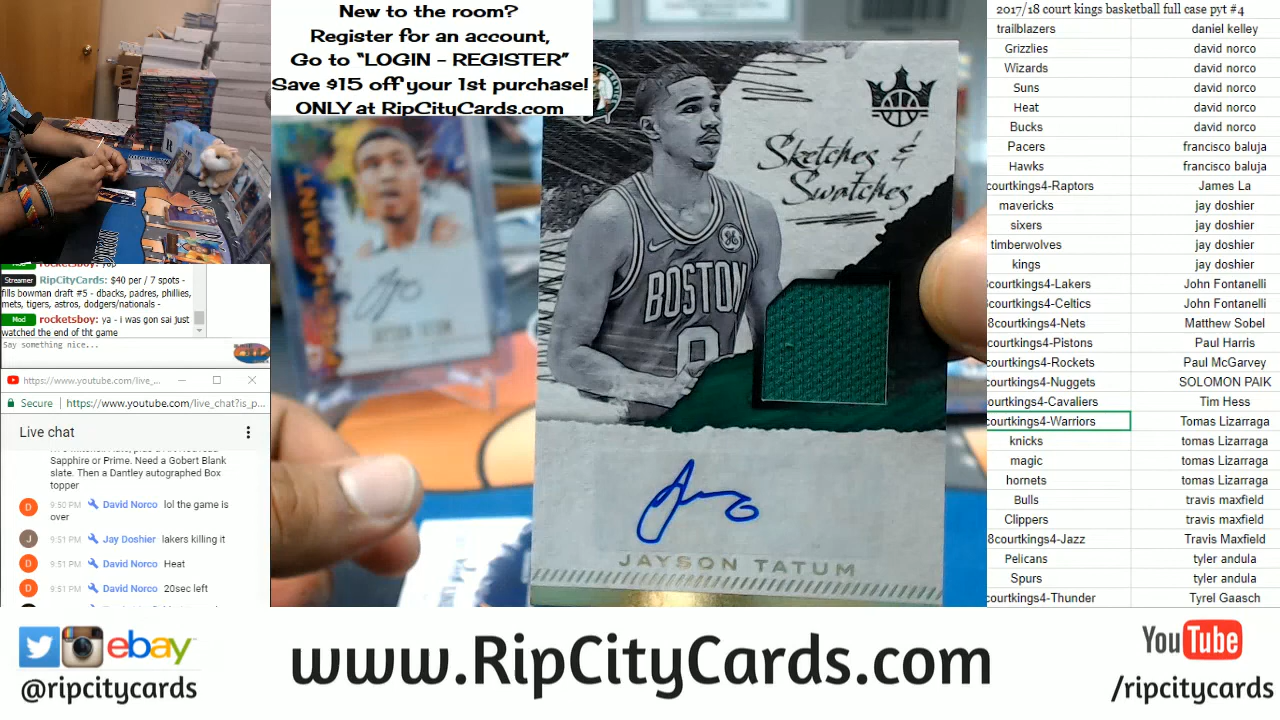 New to the room?
Register for an account,
Go to "LOGIN - REGISTER"
Save $15 off your 1st purchase!
ONLY at RipCityCards.com
rocketsboy: yup
Streamer RipCityCards: $40 per / 7 spots -
fills bowman draft #5 - dbacks, padres, phillies,
mets, tigers, astros, dodgers/nationals -
Mod rocketsboy: ya - i was gon sai just
watched the end of tht game
Say something nice...
https://www.youtube.com/live_...
Secure https://www.youtube.com/live_chat?is_p...
Live chat
Sapphire or Prime. Need a Gobert Blank
slate. Then a Dantley autographed Box
topper
D 9:50 PM David Norco lol the game is
over
J 9:51 PM Jay Doshier lakers killing it
D 9:51 PM David Norco Heat
D 9:51 PM David Norco 20sec left
PAINT
JAYSON TATUM
Sketches &
Swatches
BOSTON
0
JAYSON TATUM
2017/18 court kings basketball full case pyt #4
trailblazers daniel kelley
Grizzlies david norco
Wizards david norco
Suns david norco
Heat david norco
Bucks david norco
Pacers francisco baluja
Hawks francisco baluja
courtkings4-Raptors James La
mavericks jay doshier
sixers jay doshier
timberwolves jay doshier
kings jay doshier
8courtkings4-Lakers John Fontanelli
courtkings4-Celtics John Fontanelli
8courtkings4-Nets Matthew Sobel
courtkings4-Pistons Paul Harris
courtkings4-Rockets Paul McGarvey
courtkings4-Nuggets SOLOMON PAIK
ourtkings4-Cavaliers Tim Hess
courtkings4-Warriors Tomas Lizarraga
knicks tomas Lizarraga
magic tomas Lizarraga
hornets tomas Lizarraga
Bulls travis maxfield
Clippers travis maxfield
8courtkings4-Jazz Travis Maxfield
Pelicans tyler andula
Spurs tyler andula
courtkings4-Thunder Tyrel Gaasch
ebay
@ripcitycards
www.RipCityCards.com
YouTube
/ripcitycards